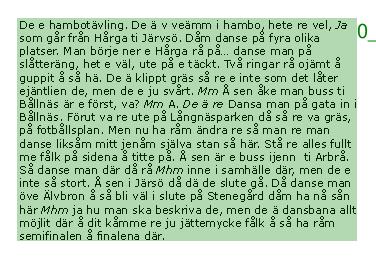 De e hambotävling. De ä v veämm i hambo, hete re vel, Ja
som går från Hårga ti Järvsö. Dåm danse på fyra olika
platser. Man börje ner e Hårga rå på... danse man på
slåtteräng, het e väl, ute på e täckt. Två ringar rå ojämt å
guppit å så hä. De ä klippt gräs så re e inte som det låter
ejäntlien de, men de e ju svårt. Mm Å sen åke man buss ti
Bållnäs är e först, va? Mm A. De ä re Dansa man på gata in i
Bållnäs. Förut va re ute på Långnäsparken då så re va gräs,
på fotbållsplan. Men nu ha råm ändra re så man re man
danse liksåm mitt jenåm själva stan så här. Stå re alles fullt
me fålk på sidena å titte på. Å sen är e buss ijenn ti Arbrå.
Så danse man där då rå Mhm inne i samhälle där, men de e
inte så stort. Å sen i Järsö då dä de slute gå. Då danse man
öve Älvbron å så bli väl i slute på Stenegård dåm ha nå sån
här Mhm ja hu man ska beskriva de, men de ä dansbana allt
möjlit där å dit kåmme re ju jättemycke fålk å så ha råm
semifinalen å finalena där.
0_